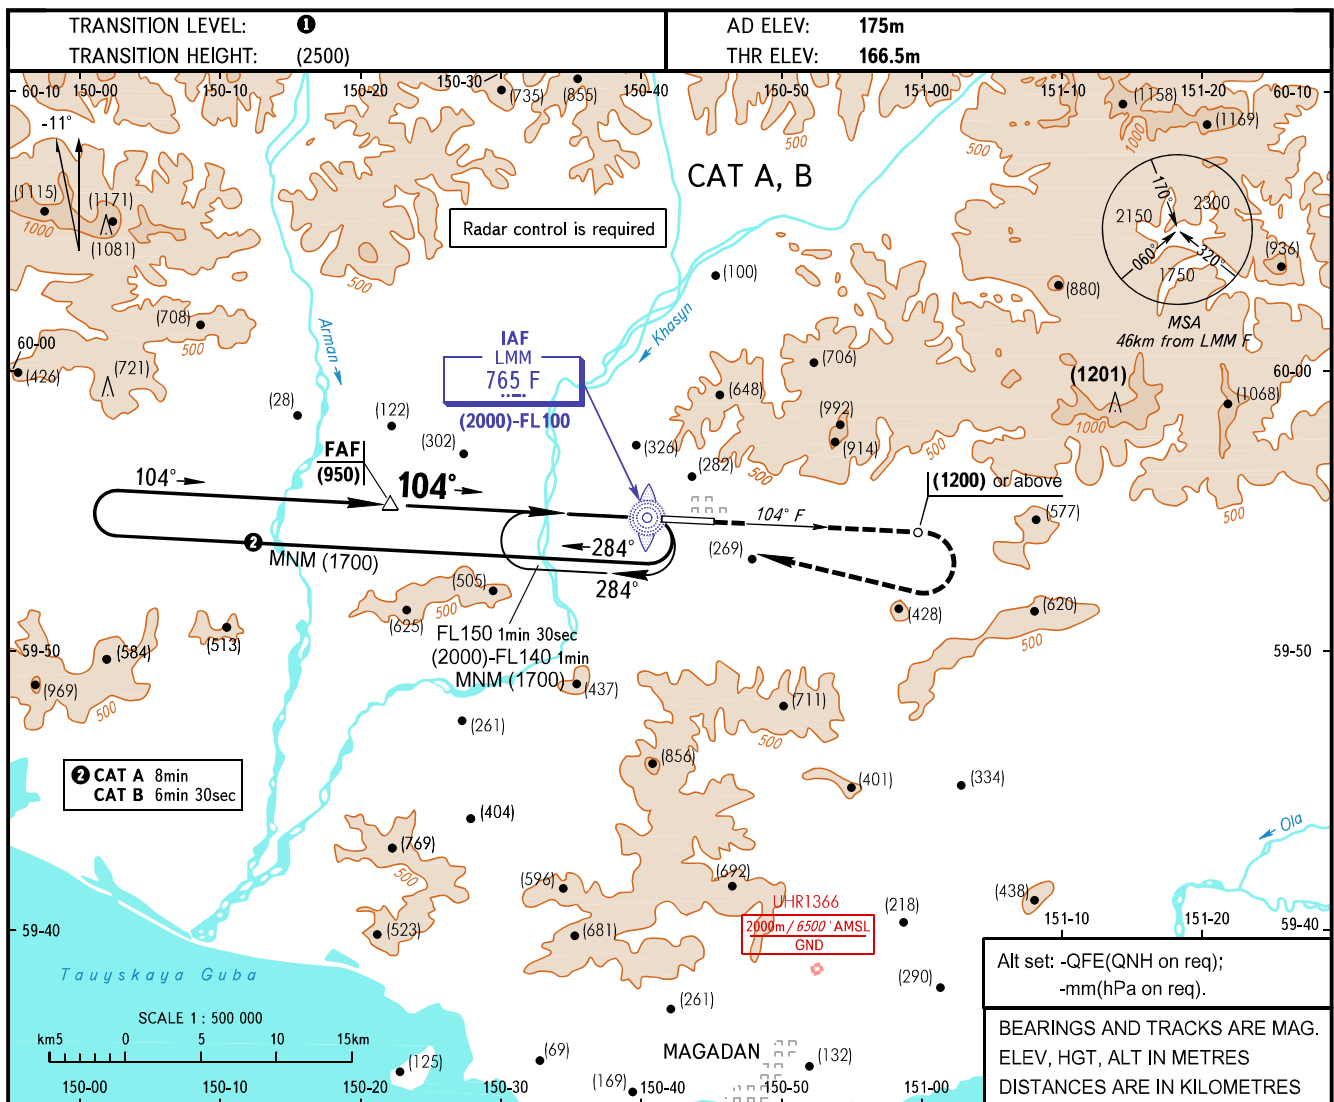 TRANSITION LEVEL: ❶
TRANSITION HEIGHT: (2500)
AD ELEV: 175m
THR ELEV: 166.5m
60-10 150-00
150-10
150-20
150-30
150-40
150-50
151-00
151-10
151-20
60-10
(735)
(855)
(1158)
(1169)
500
500
1000
-11°
CAT A, B
(1115)
(1171)
(1081)
1000
Radar control is required
170°
2150
2300
060°
320°
1750
MSA
46km from LMM F
(936)
(880)
(100)
500
(708)
500
Arman
Khasyn
60-00
(426)
(721)
IAF
LMM
765 F
(2000)-FL100
(706)
(648)
(992)
(914)
500
500
(1201)
1000
(1068)
60-00
500
(28)
(122)
(302)
(326)
(282)
FAF
(950)
104°
104°
104° F
(1200) or above
(577)
❷
MNM (1700)
284°
284°
(269)
(505)
500
(625)
(428)
(620)
500
FL150 1min 30sec
(2000)-FL140 1min
MNM (1700)
(513)
59-50
(584)
(969)
500
59-50
(437)
(261)
(711)
500
(856)
(401)
(334)
❷ CAT A 8min
CAT B 6min 30sec
(404)
(769)
500
Ola
(596)
(692)
(438)
UHR1366
2000m/6500'AMSL
GND
(218)
151-10
151-20
59-40
59-40
(523)
(681)
Tauyskaya Guba
(290)
(261)
Alt set: -QFE(QNH on req);
-mm(hPa on req).
SCALE 1 : 500 000
km5 0 5 10 15km
MAGADAN
(125)
(69)
(169)
(132)
BEARINGS AND TRACKS ARE MAG.
ELEV, HGT, ALT IN METRES
DISTANCES ARE IN KILOMETRES
150-00
150-10
150-20
150-30
150-40
150-50
151-00